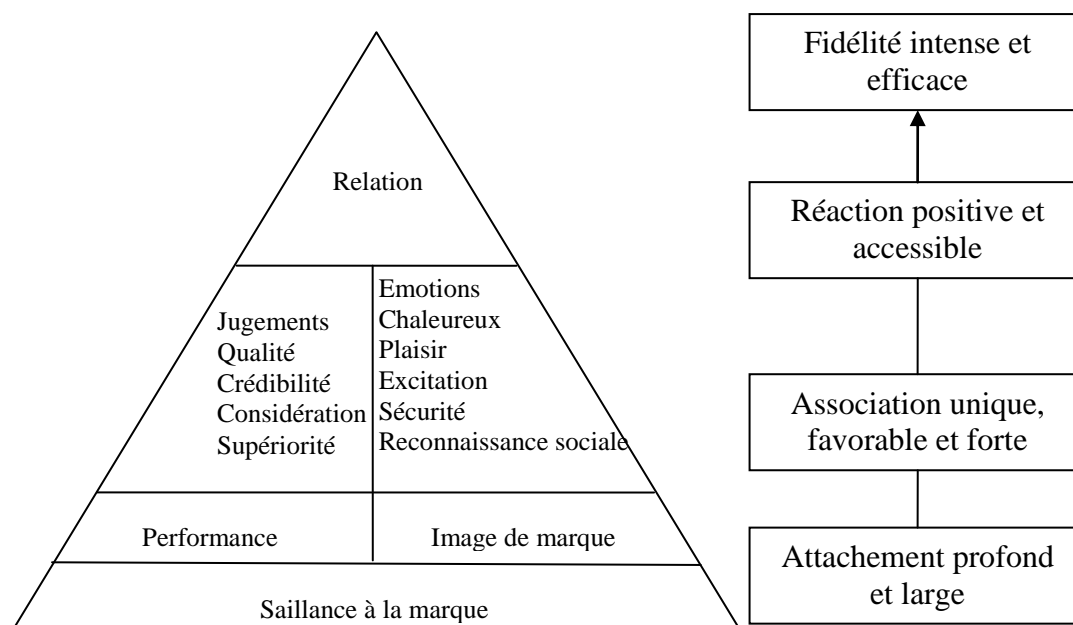 Relation
Jugements
Qualité
Crédibilité
Considération
Supériorité
Emotions
Chaleureux
Plaisir
Excitation
Sécurité
Reconnaissance sociale
Performance
Image de marque
Saillance à la marque
Fidélité intense et
efficace
Réaction positive et
accessible
Association unique,
favorable et forte
Attachement profond
et large